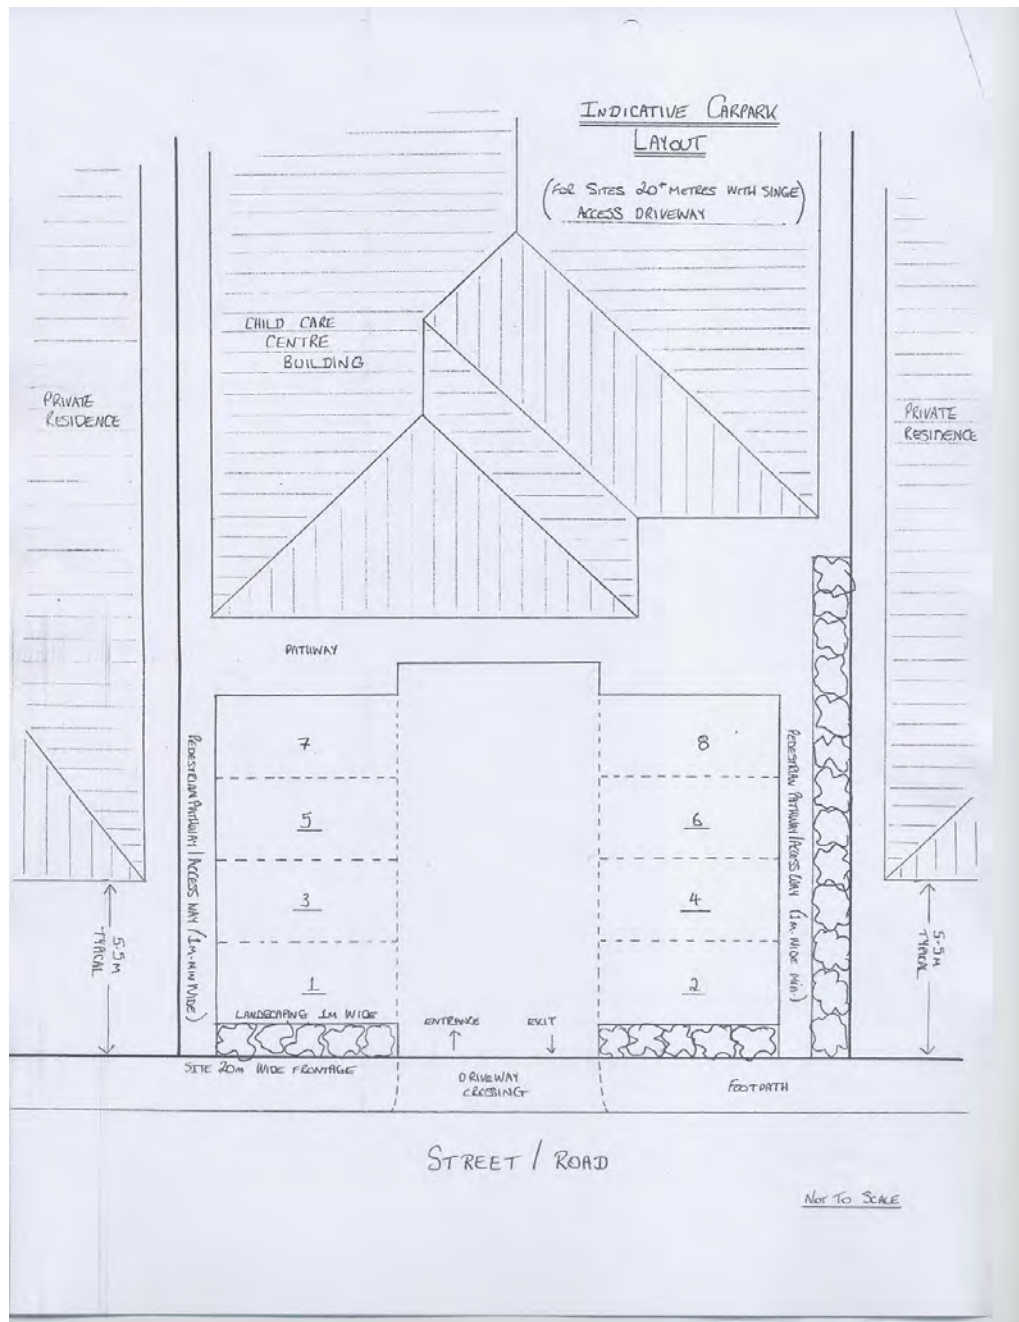 INDICATIVE CARPARK
LAYOUT
(FOR SITES 20+ METRES WITH SINGE
ACCESS DRIVEWAY)
CHILD CARE
CENTRE
BUILDING
PRIVATE
RESIDENCE
PRIVATE
RESIDENCE
PATHWAY
7
8
5
6
3
4
1
2
PEDESTRIAN PATHWAY/ACCESS WAY (1M-MIN WIDE)
PEDESTRIAN PATHWAY/ACCESS WAY (1M. WIDE MIN.)
5.5M
TYPICAL
5.5M
TYPICAL
LANDSCAPING 1M WIDE
ENTRANCE
EXIT
SITE 20M WIDE FRONTAGE
DRIVEWAY
CROSSING
FOOTPATH
STREET / ROAD
NOT TO SCALE